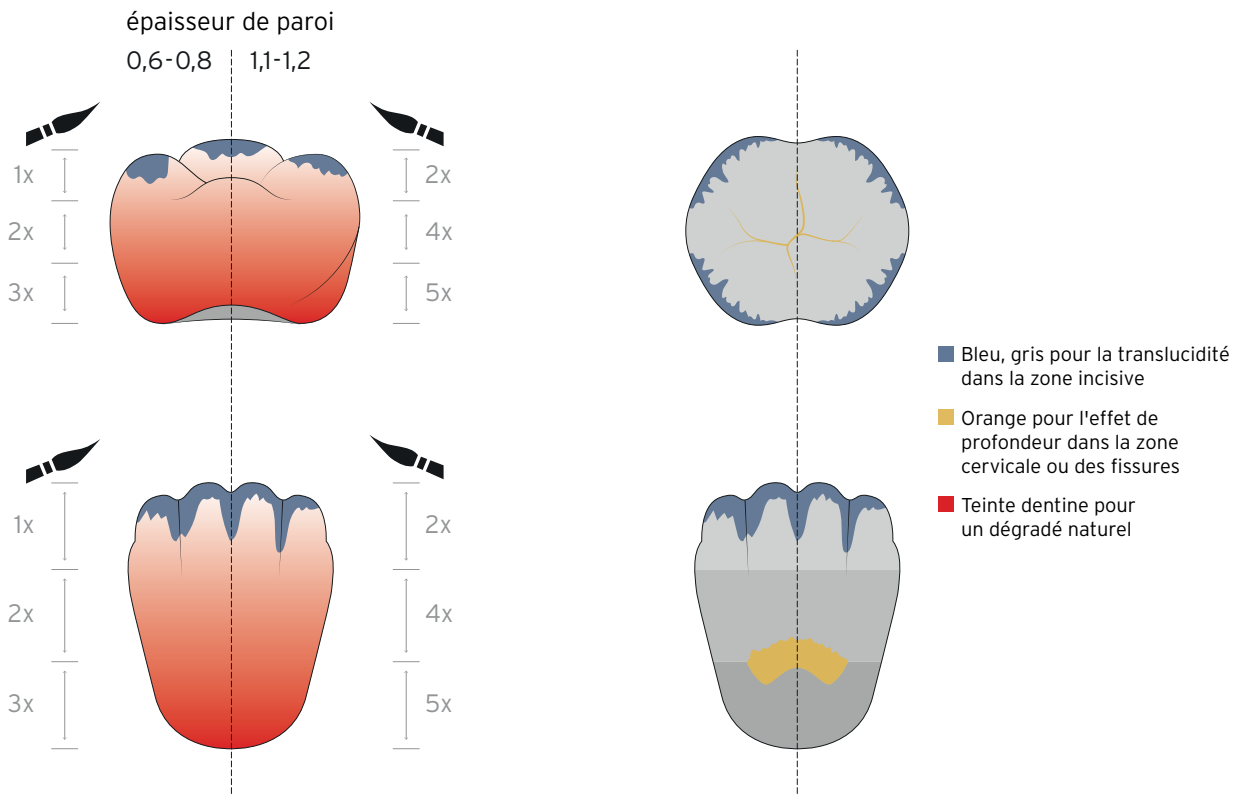 épaisseur de paroi
0,6-0,8 1,1-1,2
1x 2x
2x 4x
3x 5x
Bleu, gris pour la translucidité
dans la zone incisive
Orange pour l'effet de
profondeur dans la zone
cervicale ou des fissures
Teinte dentine pour
un dégradé naturel
1x 2x
2x 4x
3x 5x